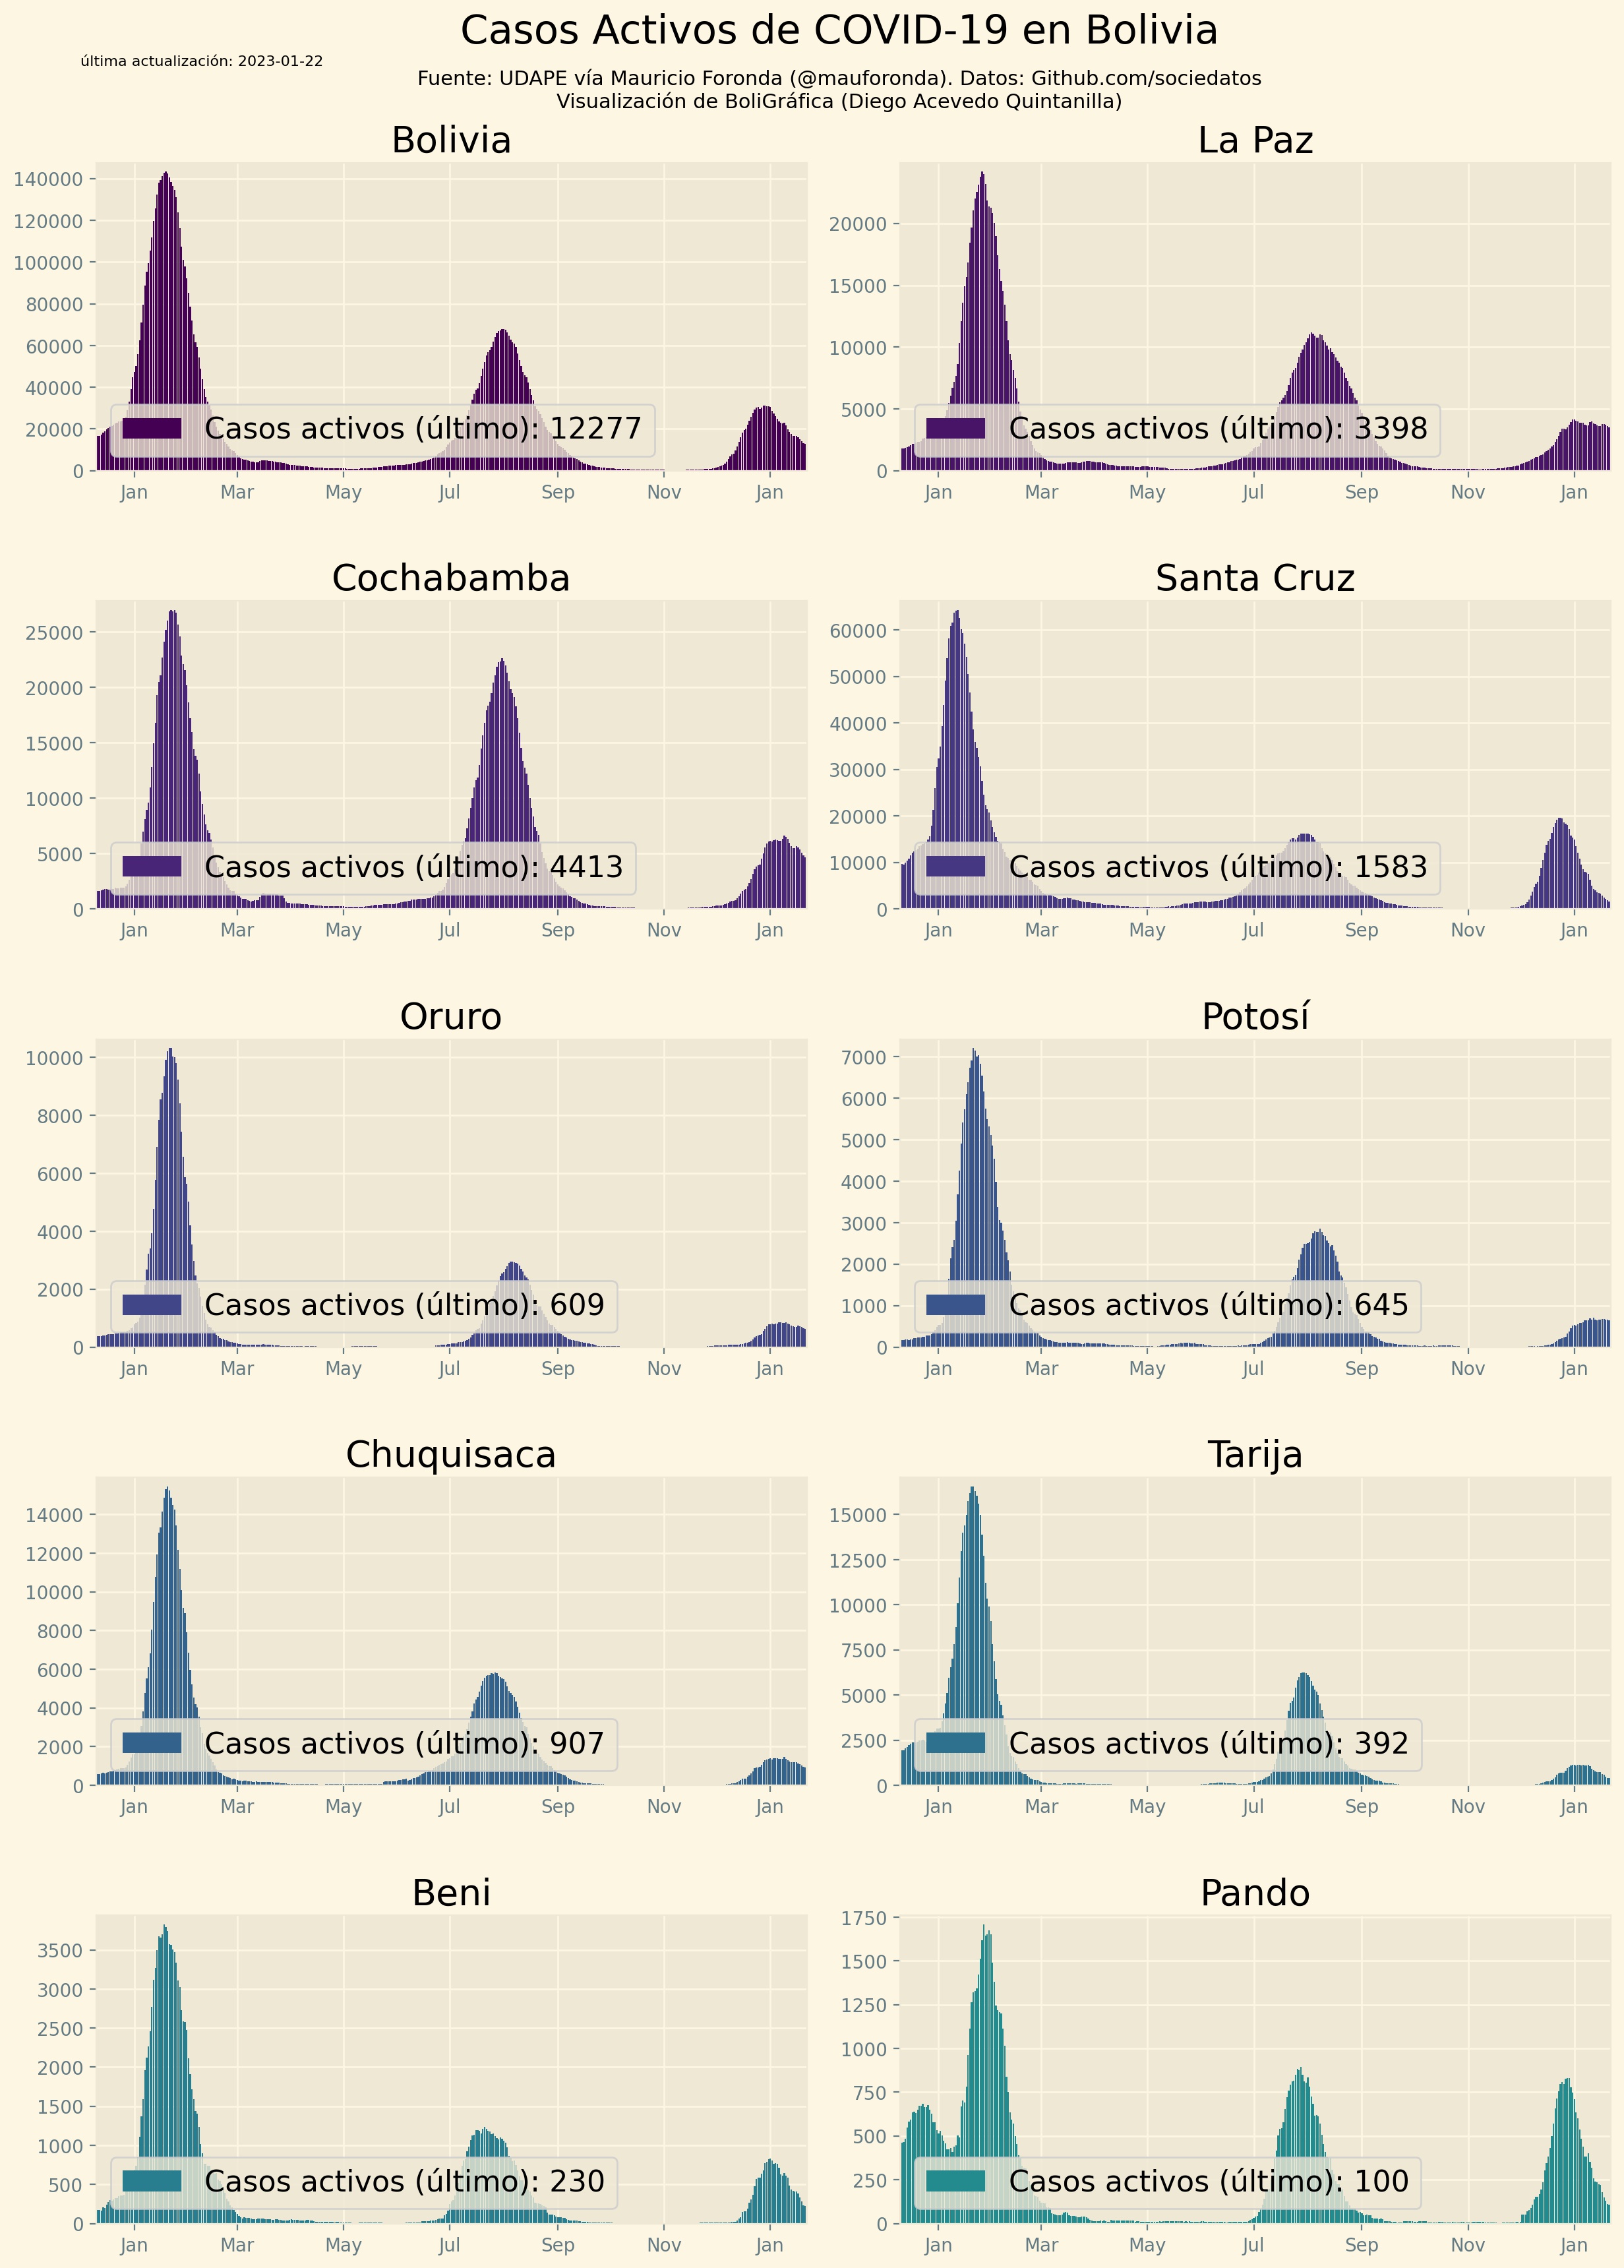 Casos Activos de COVID-19 en Bolivia
última actualización: 2023-01-22
Fuente: UDAPE vía Mauricio Foronda (@mauforonda). Datos: Github.com/sociedatos
Visualización de BoliGráfica (Diego Acevedo Quintanilla)
Bolivia
140000
120000
100000
80000
60000
40000
20000
0
Casos activos (último): 12277
Jan Mar May Jul Sep Nov Jan
La Paz
20000
15000
10000
5000
0
Casos activos (último): 3398
Jan Mar May Jul Sep Nov Jan
Cochabamba
25000
20000
15000
10000
5000
0
Casos activos (último): 4413
Jan Mar May Jul Sep Nov Jan
Santa Cruz
60000
50000
40000
30000
20000
10000
0
Casos activos (último): 1583
Jan Mar May Jul Sep Nov Jan
Oruro
10000
8000
6000
4000
2000
0
Casos activos (último): 609
Jan Mar May Jul Sep Nov Jan
Potosí
7000
6000
5000
4000
3000
2000
1000
0
Casos activos (último): 645
Jan Mar May Jul Sep Nov Jan
Chuquisaca
14000
12000
10000
8000
6000
4000
2000
0
Casos activos (último): 907
Jan Mar May Jul Sep Nov Jan
Tarija
15000
12500
10000
7500
5000
2500
0
Casos activos (último): 392
Jan Mar May Jul Sep Nov Jan
Beni
3500
3000
2500
2000
1500
1000
500
0
Casos activos (último): 230
Jan Mar May Jul Sep Nov Jan
Pando
1750
1500
1250
1000
750
500
250
0
Casos activos (último): 100
Jan Mar May Jul Sep Nov Jan